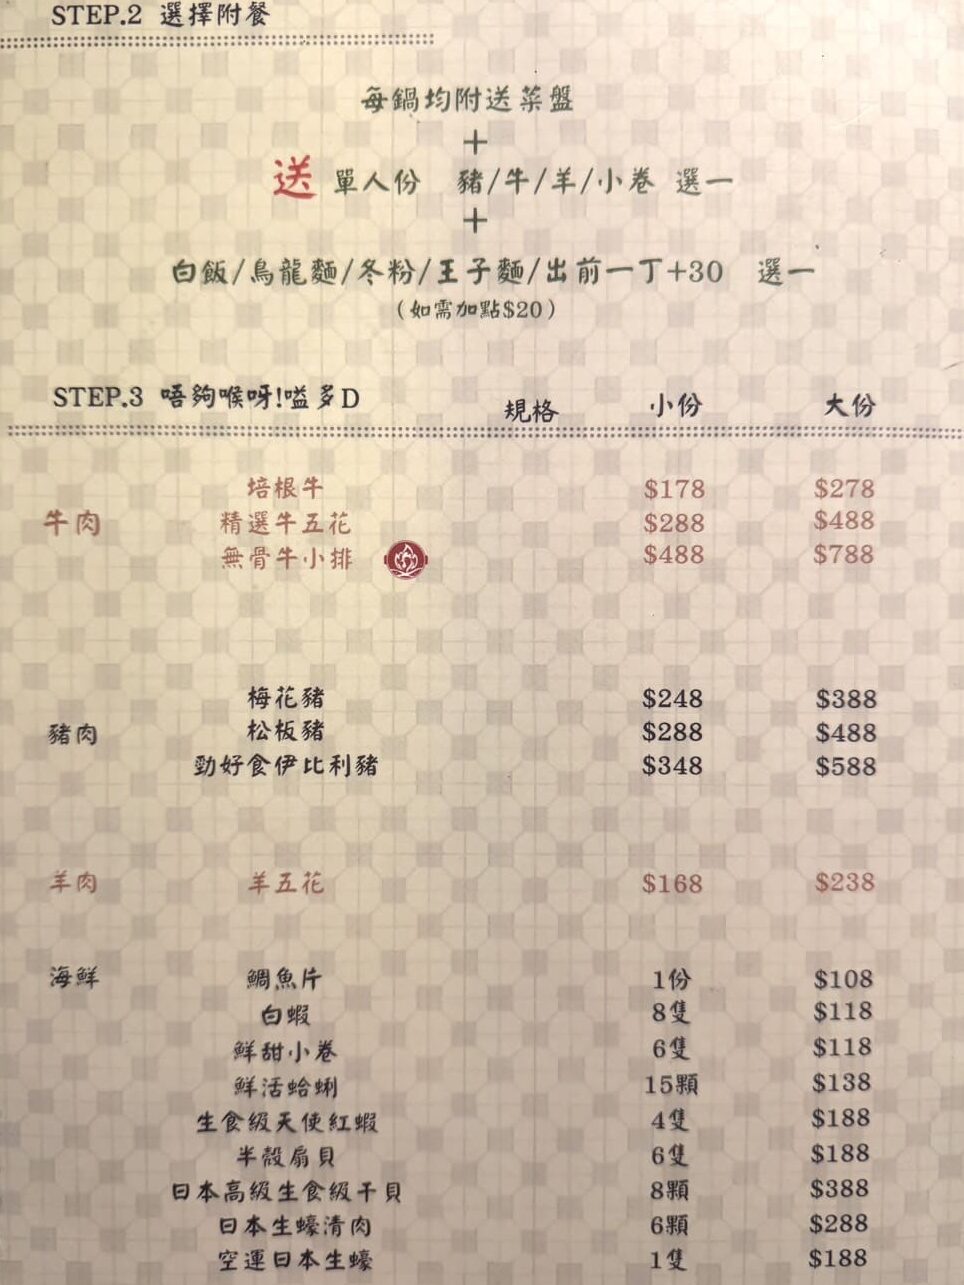 STEP.2 選擇附餐
每鍋均附送菜盤
+
送 單人份 豬/牛/羊/小卷 選一
+
白飯/烏龍麵/冬粉/王子麵/出前一丁+30 選一
(如需加點$20)
STEP.3 唔夠喉呀!嗌多D 規格 小份 大份
培根牛 $178 $278
牛肉 精選牛五花 $288 $488
無骨牛小排 $488 $788
梅花豬 $248 $388
豬肉 松板豬 $288 $488
勁好食伊比利豬 $348 $588
羊肉 羊五花 $168 $238
海鮮 鯛魚片 1份 $108
白蝦 8隻 $118
鮮甜小卷 6隻 $118
鮮活蛤蜊 15顆 $138
生食級天使紅蝦 4隻 $188
半殼扇貝 6隻 $188
日本高級生食級干貝 8顆 $388
日本生蠔清肉 6顆 $288
空運日本生蠔 1隻 $188